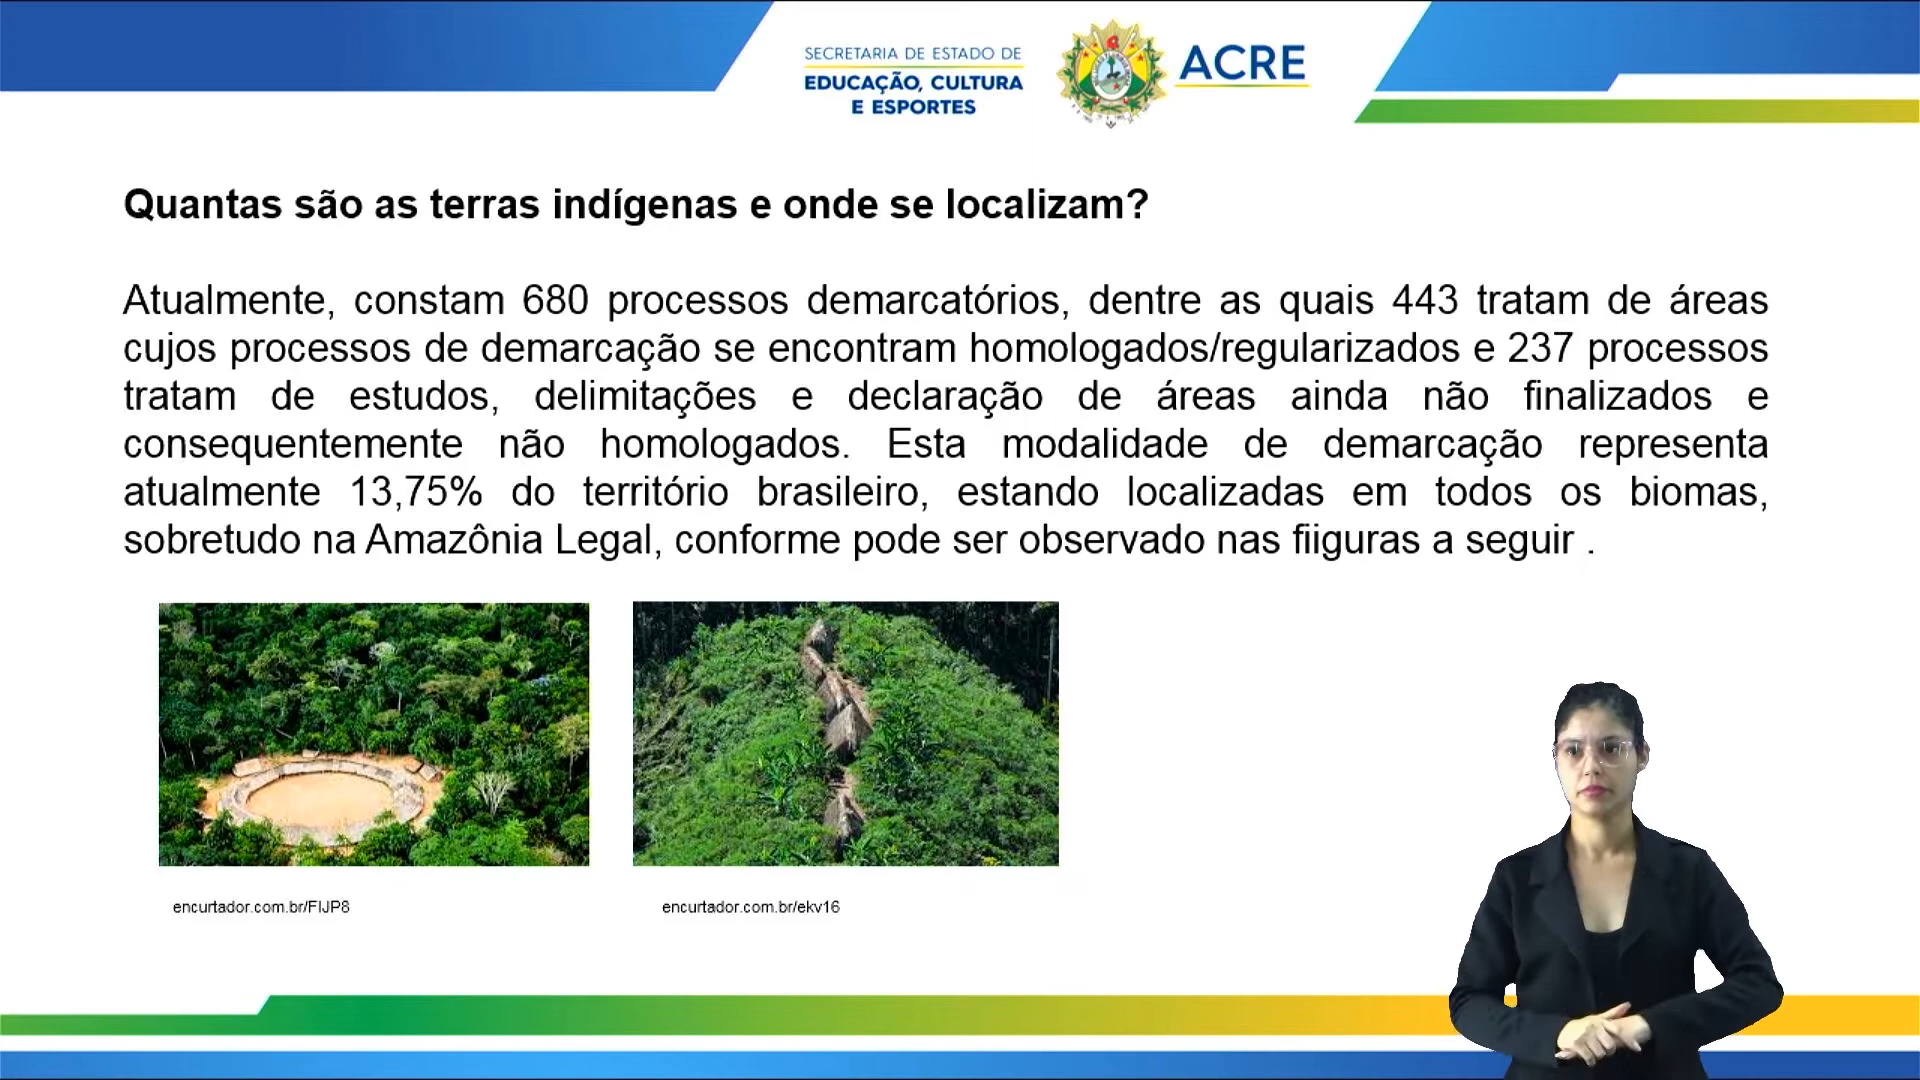 SECRETARIA DE ESTADO DE
EDUCAÇÃO, CULTURA
E ESPORTES
ACRE
Quantas são as terras indígenas e onde se localizam?
Atualmente, constam 680 processos demarcatórios, dentre as quais 443 tratam de áreas
cujos processos de demarcação se encontram homologados/regularizados e 237 processos
tratam de estudos, delimitações e declaração de áreas ainda não finalizados e
consequentemente não homologados. Esta modalidade de demarcação representa
atualmente 13,75% do território brasileiro, estando localizadas em todos os biomas,
sobretudo na Amazônia Legal, conforme pode ser observado nas fiiguras a seguir .
encurtador.com.br/FIJP8
encurtador.com.br/ekv16